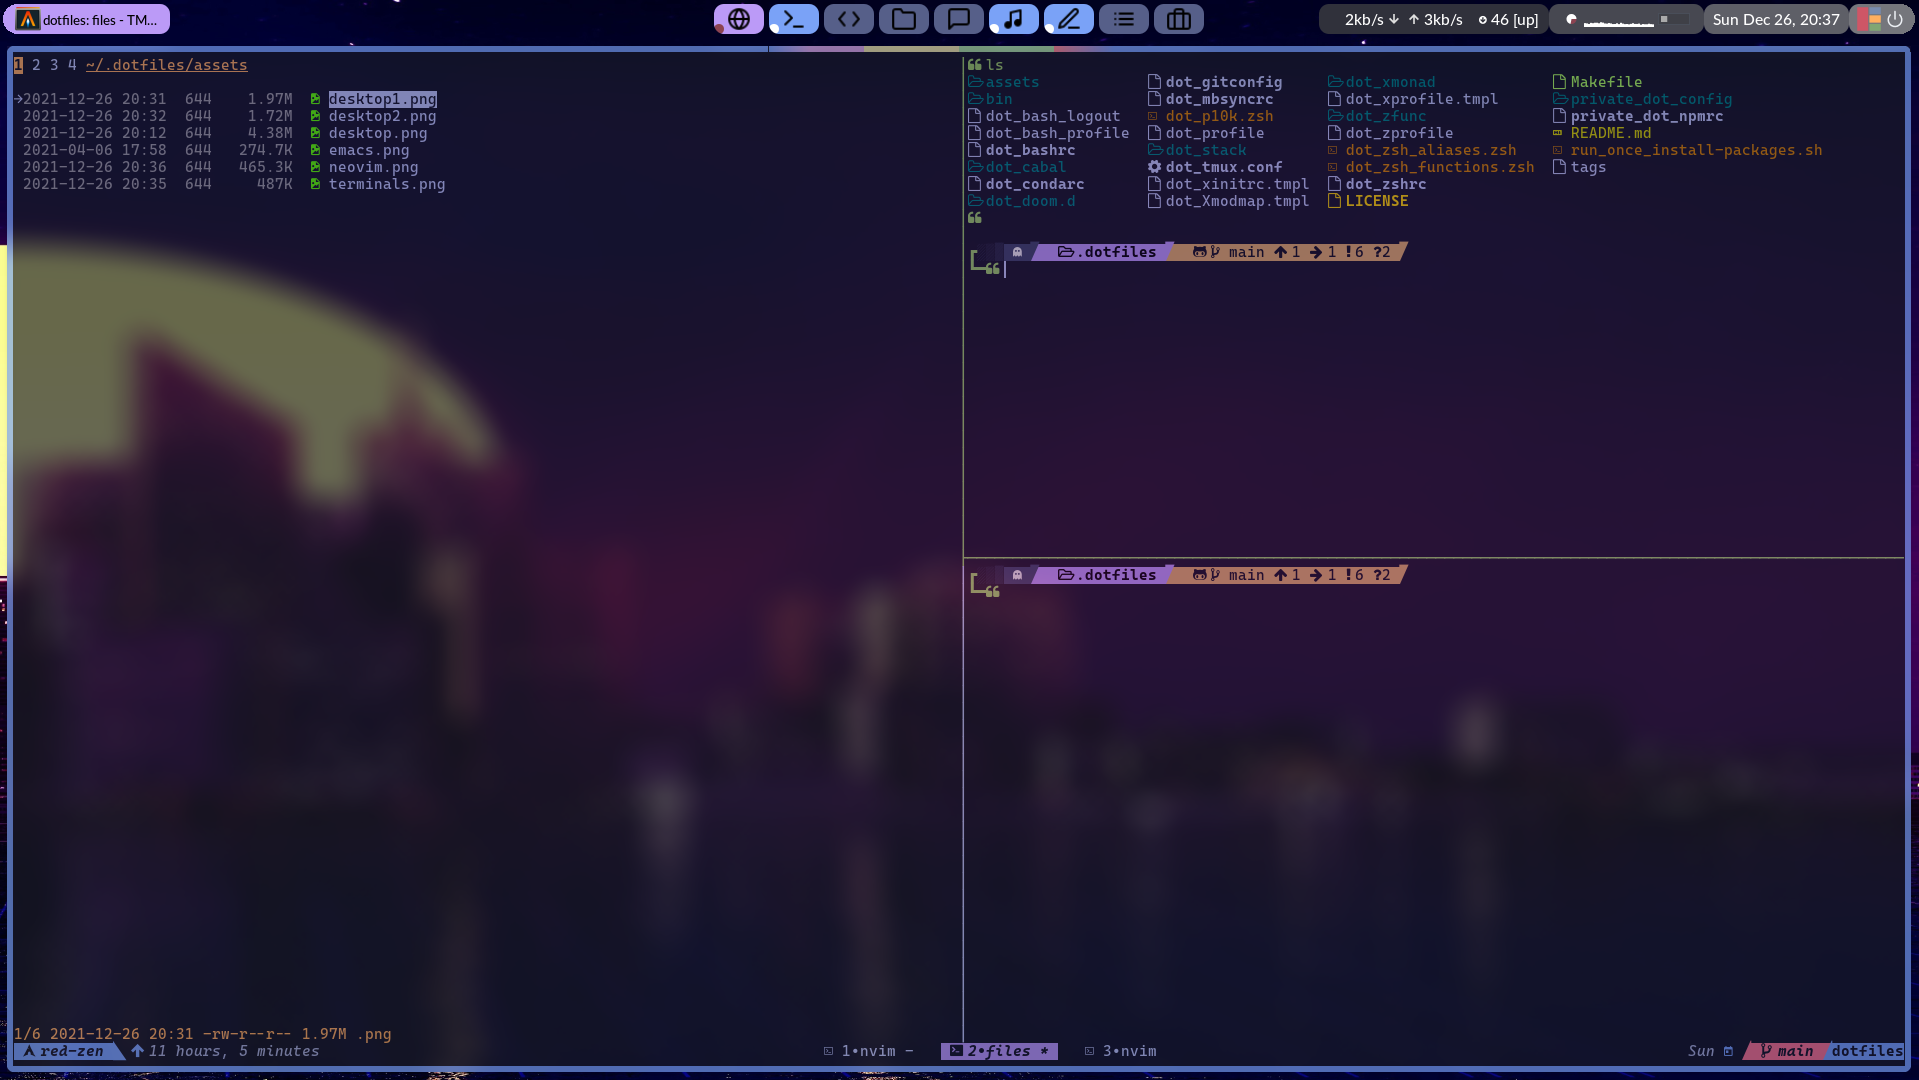 dotfiles: files - TM...
2kb/s 3kb/s 46 [up]
Sun Dec 26, 20:37
1 2 3 4 ~/.dotfiles/assets
2021-12-26 20:31 644 1.97M desktop1.png
2021-12-26 20:32 644 1.72M desktop2.png
2021-12-26 20:12 644 4.38M desktop.png
2021-04-06 17:58 644 274.7K emacs.png
2021-12-26 20:36 644 465.3K neovim.png
2021-12-26 20:35 644 487K terminals.png
1/6 2021-12-26 20:31 -rw-r--r-- 1.97M .png
ls
assets dot_gitconfig dot_xmonad Makefile
bin dot_mbsyncrc dot_xprofile.tmpl private_dot_config
dot_bash_logout dot_p10k.zsh dot_zfunc private_dot_npmrc
dot_bash_profile dot_profile dot_zprofile README.md
dot_bashrc dot_stack dot_zsh_aliases.zsh run_once_install-packages.sh
dot_cabal dot_tmux.conf dot_zsh_functions.zsh tags
dot_condarc dot_xinitrc.tmpl dot_zshrc
dot_doom.d dot_Xmodmap.tmpl LICENSE
.dotfiles main 1 1 !6 ?2
.dotfiles main 1 1 !6 ?2
red-zen 11 hours, 5 minutes 1•nvim - 2•files * 3•nvim Sun main dotfiles